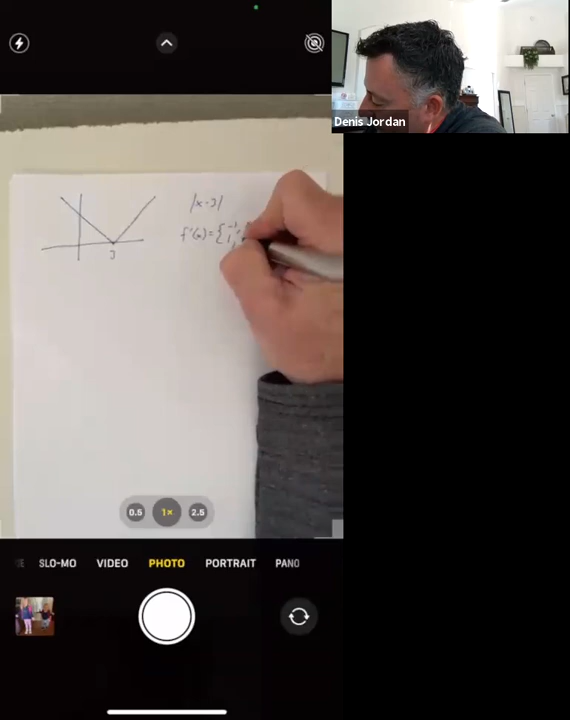 Denis Jordan
|x-3|
f'(x)={-1,
1,
3
0.5 1× 2.5
SLO-MO VIDEO PHOTO PORTRAIT PANO